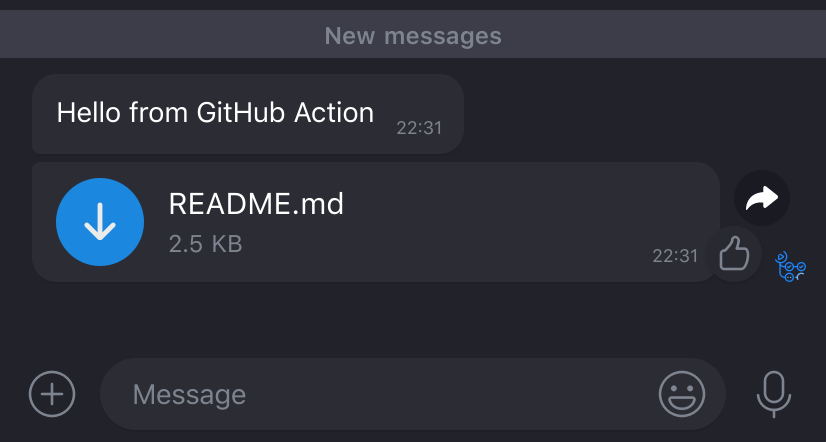 New messages
Hello from GitHub Action
22:31
README.md
2.5 KB
22:31
Message